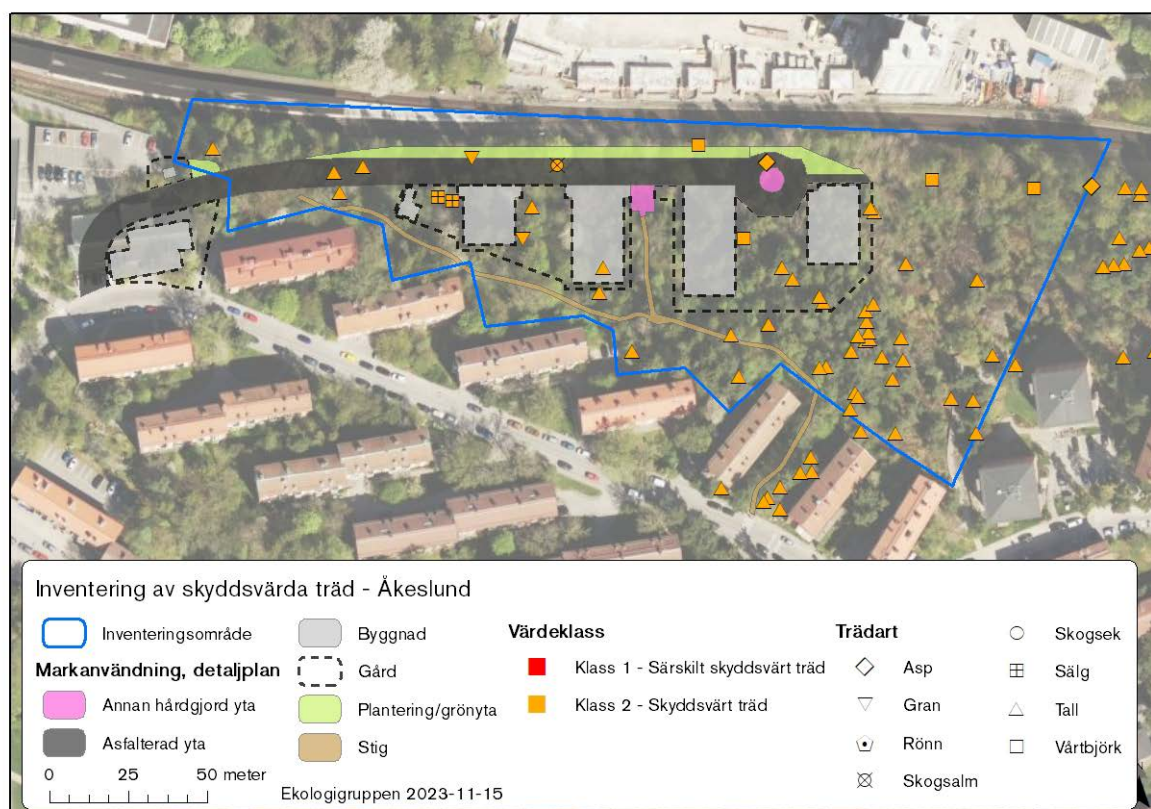 Inventering av skyddsvärda träd - Åkeslund
Inventeringsområde
Markanvändning, detaljplan
Annan hårdgjord yta
Asfalterad yta
0 25 50 meter
Byggnad
Gård
Plantering/grönyta
Stig
Ekologigruppen 2023-11-15
Värdeklass
Klass 1 - Särskilt skyddsvärt träd
Klass 2 - Skyddsvärt träd
Trädart
Asp
Gran
Rönn
Skogsalm
Skogsek
Sälg
Tall
Vårtbjörk